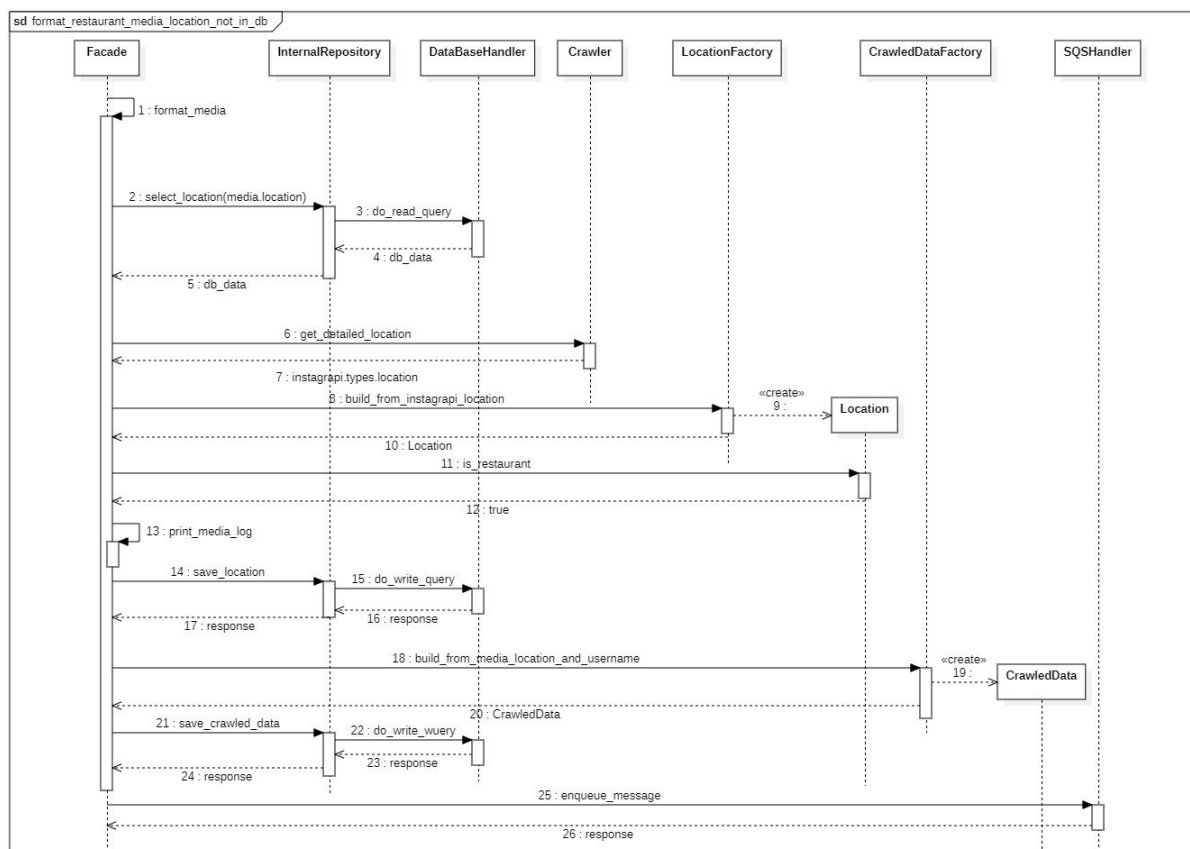 sd format_restaurant_media_location_not_in_db
Facade
InternalRepository
DataBaseHandler
Crawler
LocationFactory
CrawledDataFactory
SQSHandler
1 : format_media
2 : select_location(media.location)
3 : do_read_query
4 : db_data
5 : db_data
6 : get_detailed_location
7 : instagrapi.types.location
8 : build_from_instagrapi_location
«create»
9 :
Location
10 : Location
11 : is_restaurant
12 : true
13 : print_media_log
14 : save_location
15 : do_write_query
16 : response
17 : response
18 : build_from_media_location_and_username
«create»
19 :
CrawledData
20 : CrawledData
21 : save_crawled_data
22 : do_write_wuery
23 : response
24 : response
25 : enqueue_message
26 : response